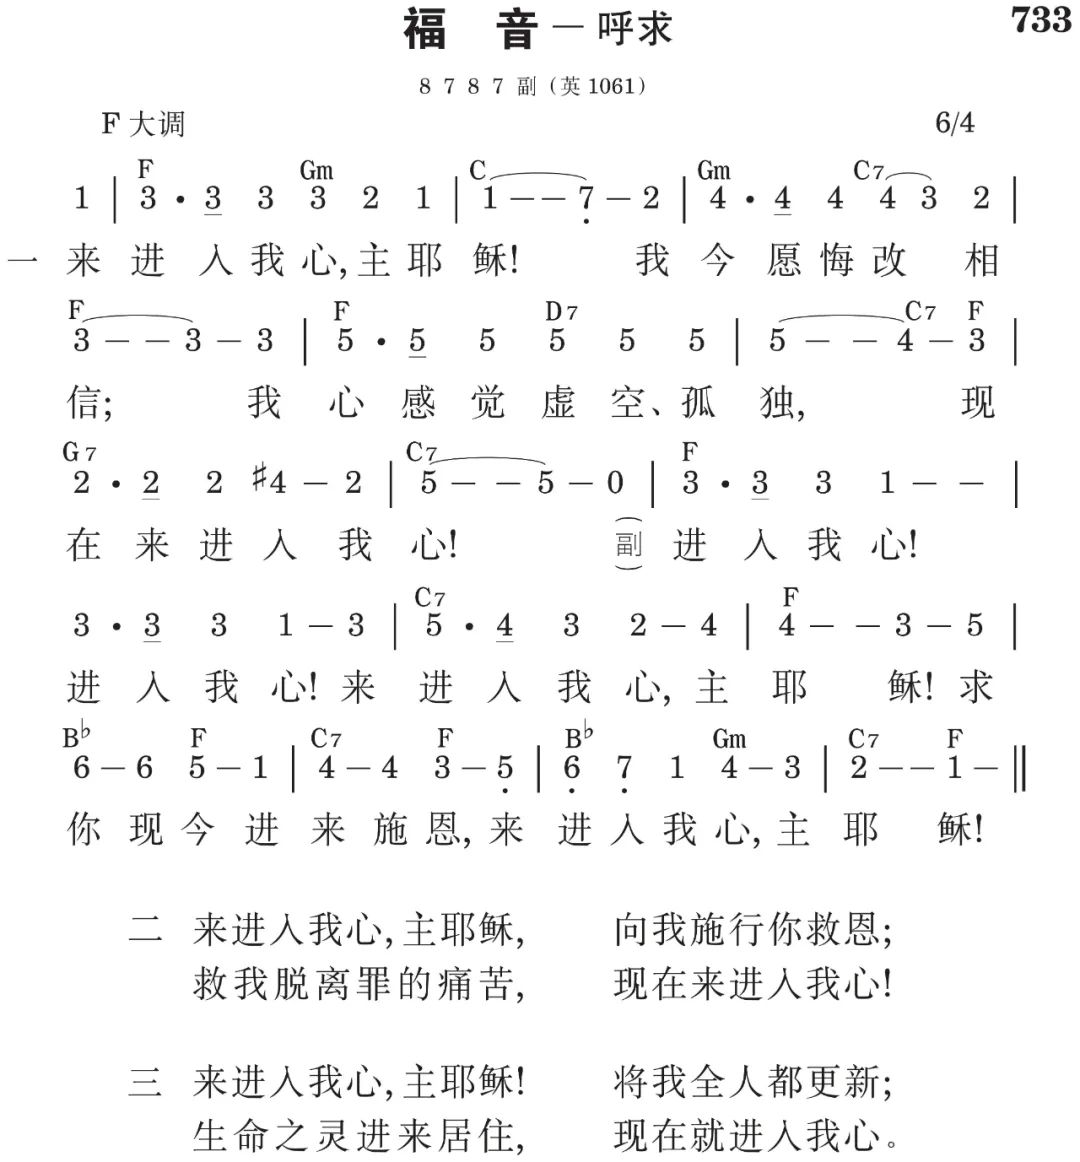 福 音 － 呼求 733
8 7 8 7 副（英 1061）
F 大调 6/4
F Gm C Gm C7
1 | 3 · 3 3 3 2 1 | 1 - - 7 - 2 | 4 · 4 4 4 3 2 |
一 来 进 入 我 心, 主 耶 稣! 我 今 愿 悔 改 相
F F D7 C7 F
3 - - 3 - 3 | 5 · 5 5 5 5 5 | 5 - - 4 - 3 |
信; 我 心 感 觉 虚 空、孤 独, 现
G7 C7 F
2 · 2 2 ♯4 - 2 | 5 - - 5 - 0 | 3 · 3 3 1 - - |
在 来 进 入 我 心! （副） 进 入 我 心!
C7 F
3 · 3 3 1 - 3 | 5 · 4 3 2 - 4 | 4 - - 3 - 5 |
进 入 我 心! 来 进 入 我 心, 主 耶 稣! 求
B♭ F C7 F B♭ Gm C7 F
6 - 6 5 - 1 | 4 - 4 3 - 5 | 6 7 1 4 - 3 | 2 - - 1 - ||
你 现 今 进 来 施 恩, 来 进 入 我 心, 主 耶 稣!
二 来进入我心, 主耶稣, 向我施行你救恩;
救我脱离罪的痛苦, 现在来进入我心!
三 来进入我心, 主耶稣! 将我全人都更新;
生命之灵进来居住, 现在就进入我心。